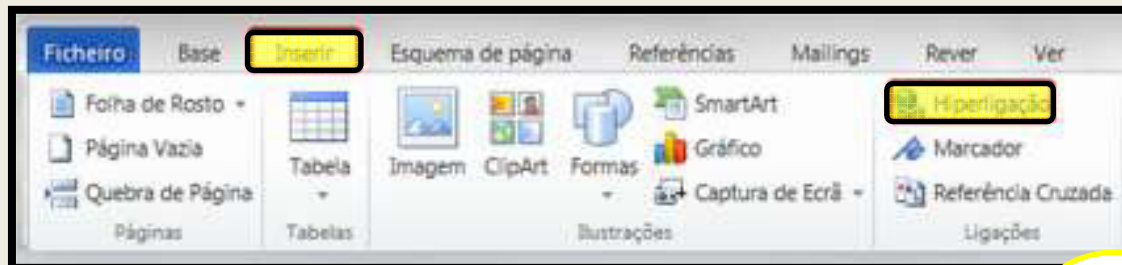 Ficheiro Base Inserir Esquema de página Referências Mailings Rever Ver
Folha de Rosto SmartArt Hiperligação
Página Vazia Gráfico Marcador
Tabela Imagem ClipArt Formas
Quebra de Página Captura de Ecrã Referência Cruzada
Páginas Tabelas Ilustrações Ligações